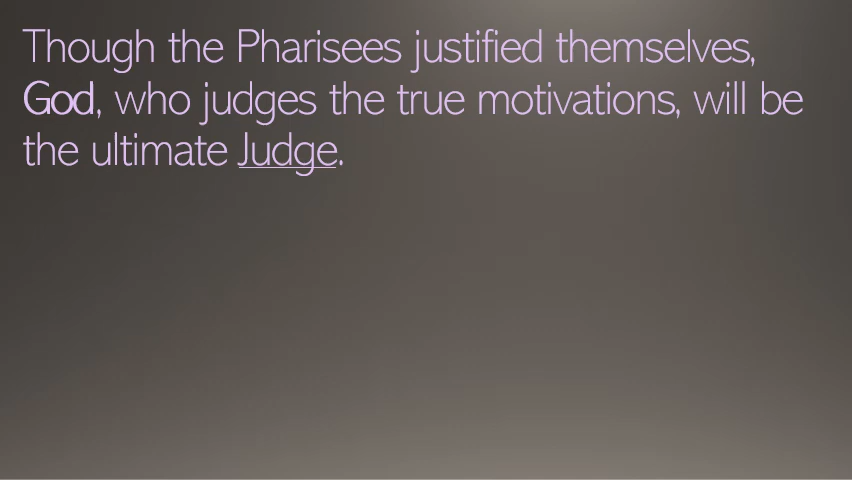 Though the Pharisees justified themselves,
God, who judges the true motivations, will be
the ultimate Judge.